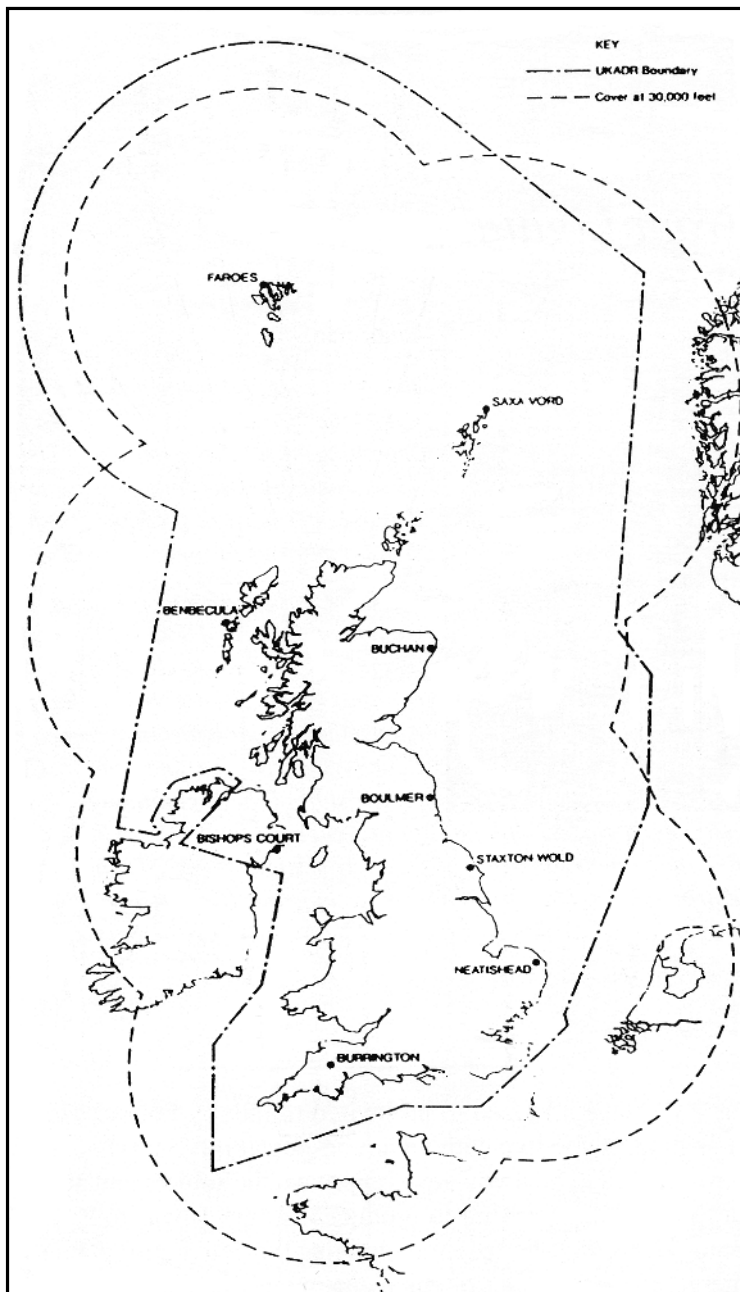 KEY
UKADR Boundary
Cover at 30,000 feet
FAROES
SAXA VORD
BENBECULA
BUCHAN
BOULMER
BISHOPS COURT
STAXTON WOLD
NEATISHEAD
BURRINGTON